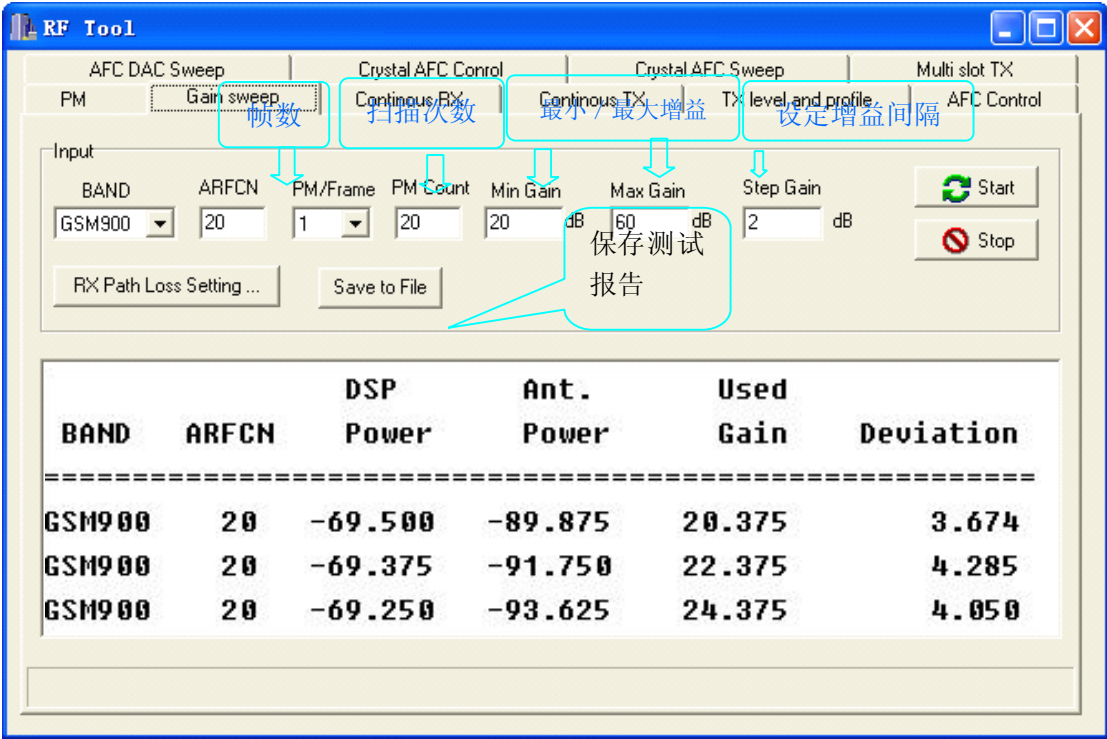 RF Tool
AFC DAC Sweep Crystal AFC Conrol Crystal AFC Sweep Multi slot TX
PM Gain sweep Continous RX Continous TX TX level and profile AFC Control
帧数 扫描次数 最小/最大增益 设定增益间隔
Input
BAND ARFCN PM/Frame PM Count Min Gain Max Gain Step Gain
GSM900 20 1 20 20 dB 60 dB 2 dB
Start
Stop
保存测试
报告
RX Path Loss Setting ... Save to File
DSP Ant. Used
BAND ARFCN Power Power Gain Deviation
========================================================
GSM900 20 -69.500 -89.875 20.375 3.674
GSM900 20 -69.375 -91.750 22.375 4.285
GSM900 20 -69.250 -93.625 24.375 4.050